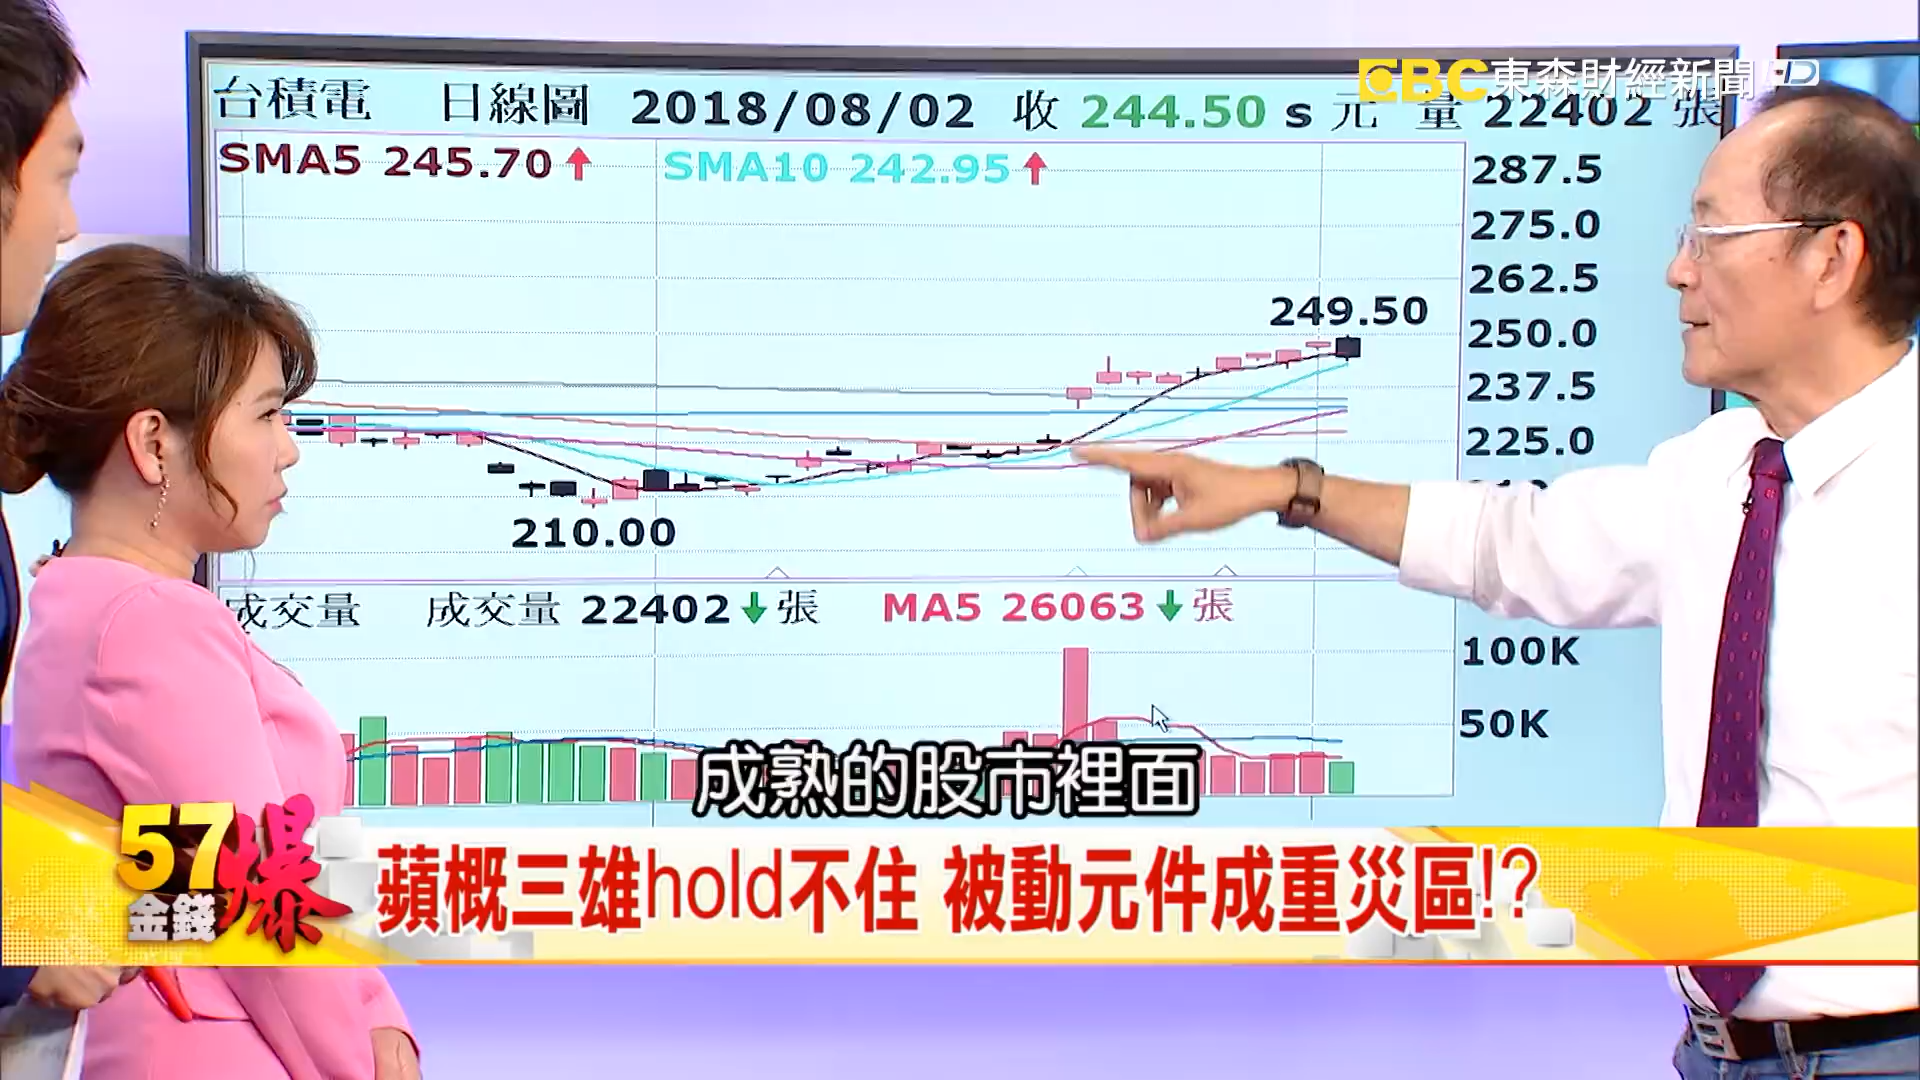 EBC東森財經新聞 HD
台積電 日線圖 2018/08/02 收 244.50 s 元 量 22402 張
SMA5 245.70↑ SMA10 242.95↑
287.5
275.0
262.5
249.50
250.0
237.5
225.0
210.00
成交量 成交量 22402↓張 MA5 26063↓張
100K
50K
成熟的股市裡面
57金錢爆
蘋概三雄hold不住 被動元件成重災區!?